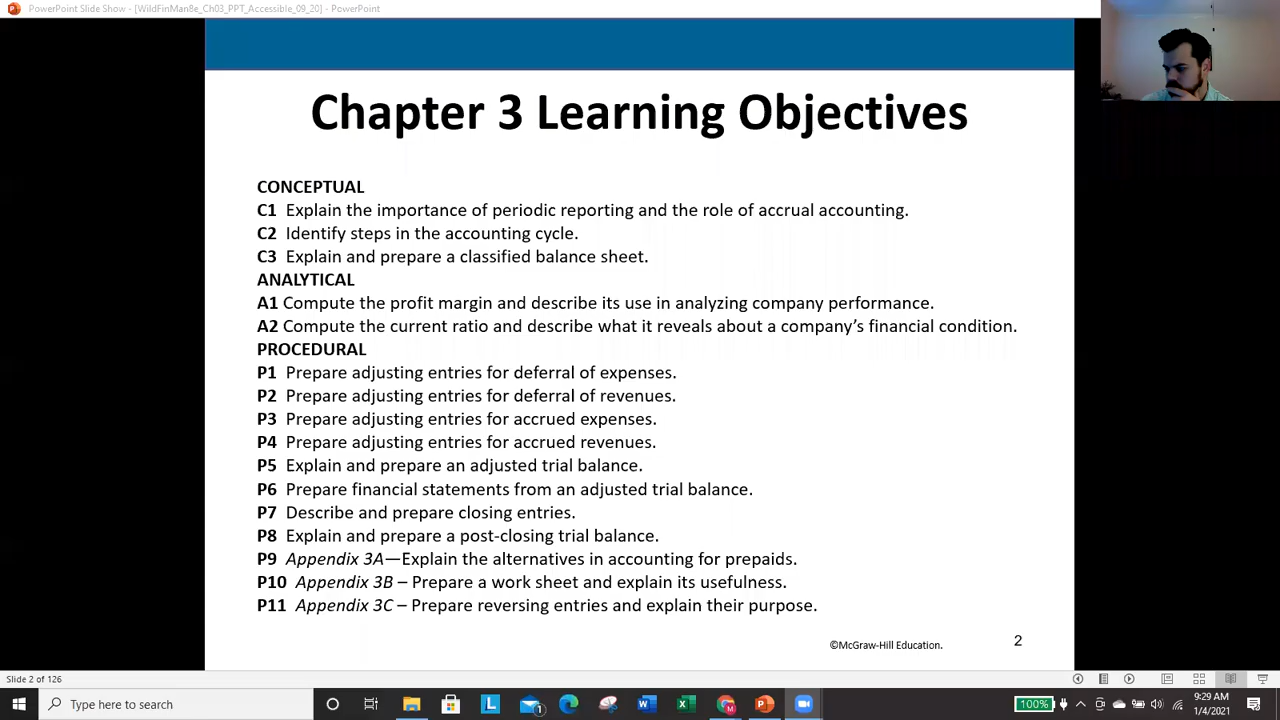 PowerPoint Slide Show - [WildFinMan8e_Ch03_PPT_Accessible_09_20] - PowerPoint
Chapter 3 Learning Objectives
CONCEPTUAL
C1 Explain the importance of periodic reporting and the role of accrual accounting.
C2 Identify steps in the accounting cycle.
C3 Explain and prepare a classified balance sheet.
ANALYTICAL
A1 Compute the profit margin and describe its use in analyzing company performance.
A2 Compute the current ratio and describe what it reveals about a company's financial condition.
PROCEDURAL
P1 Prepare adjusting entries for deferral of expenses.
P2 Prepare adjusting entries for deferral of revenues.
P3 Prepare adjusting entries for accrued expenses.
P4 Prepare adjusting entries for accrued revenues.
P5 Explain and prepare an adjusted trial balance.
P6 Prepare financial statements from an adjusted trial balance.
P7 Describe and prepare closing entries.
P8 Explain and prepare a post-closing trial balance.
P9 Appendix 3A—Explain the alternatives in accounting for prepaids.
P10 Appendix 3B – Prepare a work sheet and explain its usefulness.
P11 Appendix 3C – Prepare reversing entries and explain their purpose.
©McGraw-Hill Education.
2
Slide 2 of 126
Type here to search
100%
9:29 AM
1/4/2021